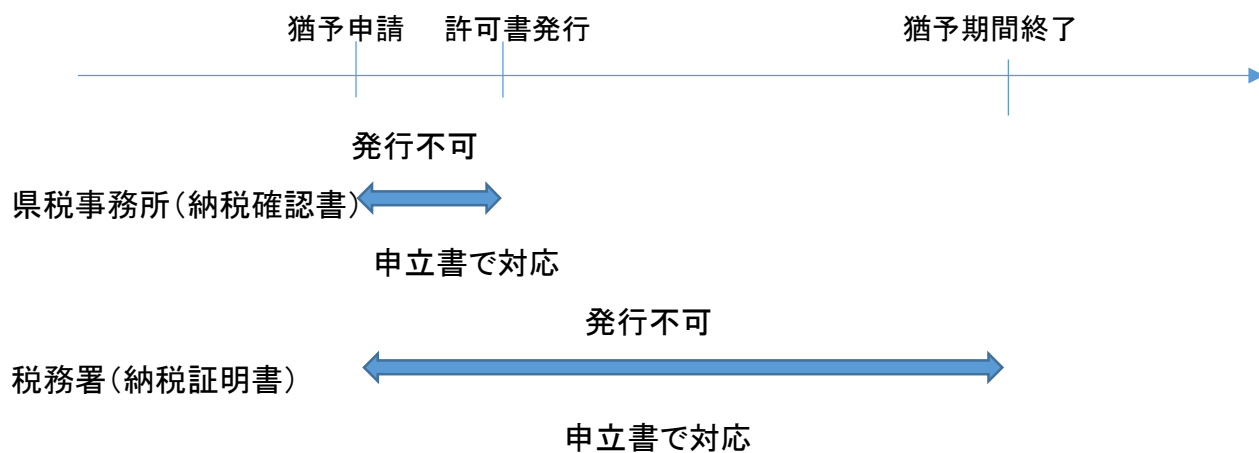 猶予申請 許可書発行 猶予期間終了
発行不可
県税事務所(納税確認書)
申立書で対応
発行不可
税務署(納税証明書)
申立書で対応